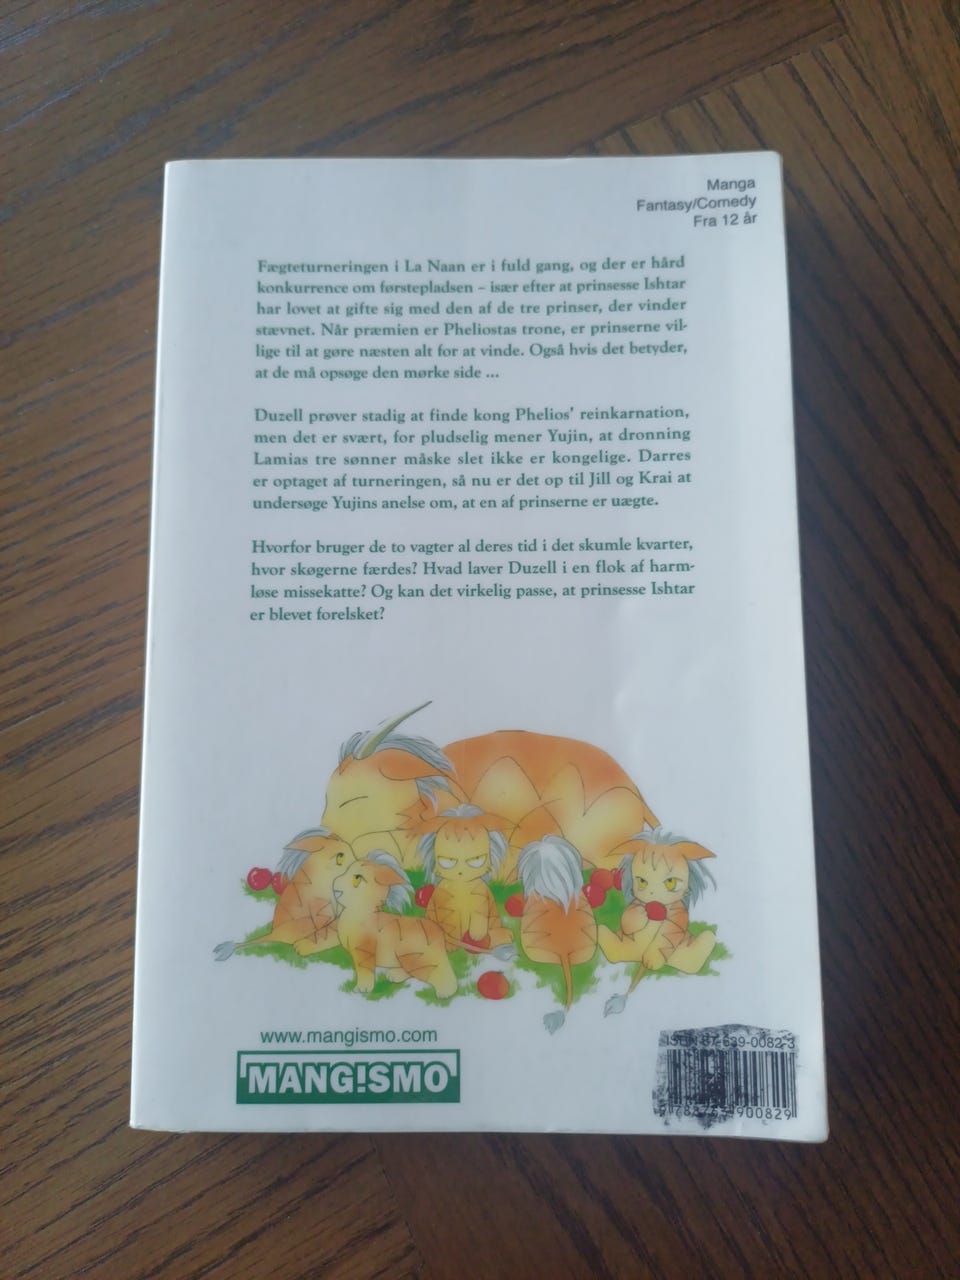 Manga
Fantasy/Comedy
Fra 12 år
Fægteturneringen i La Naan er i fuld gang, og der er hård
konkurrence om førstepladsen – især efter at prinsesse Ishtar
har lovet at gifte sig med den af de tre prinser, der vinder
stævnet. Når præmien er Pheliostas trone, er prinserne vil-
lige til at gøre næsten alt for at vinde. Også hvis det betyder,
at de må opsøge den mørke side ...
Duzell prøver stadig at finde kong Phelios' reinkarnation,
men det er svært, for pludselig mener Yujin, at dronning
Lamias tre sønner måske slet ikke er kongelige. Darres
er optaget af turneringen, så nu er det op til Jill og Krai at
undersøge Yujins anelse om, at en af prinserne er uægte.
Hvorfor bruger de to vagter al deres tid i det skumle kvarter,
hvor skøgerne færdes? Hvad laver Duzell i en flok af harm-
løse missekatte? Og kan det virkelig passe, at prinsesse Ishtar
er blevet forelsket?
www.mangismo.com
MANG!SMO
ISBN 87-639-0082-3
900829